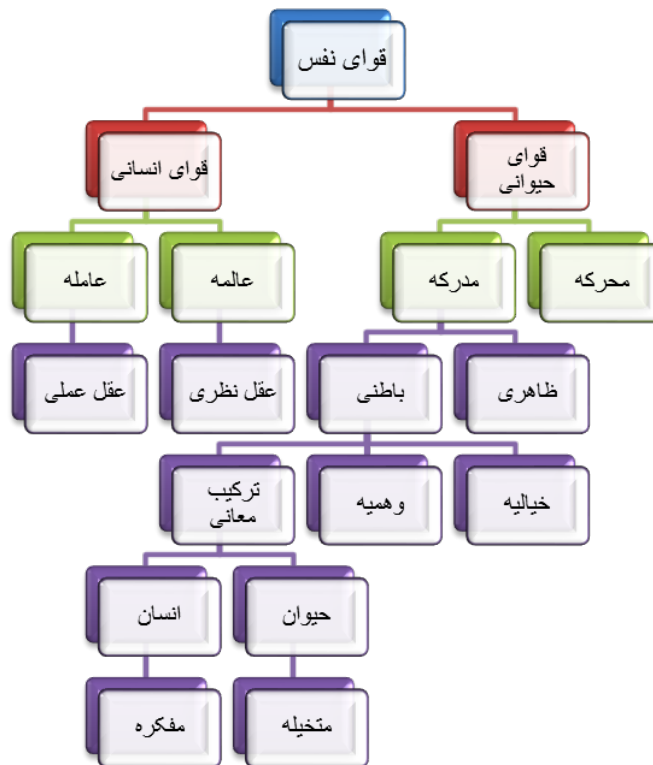 قوای نفس
قوای
حیوانی
قوای انسانی
محرکه
مدرکه
عالمه
عامله
ظاهری
باطنی
عقل نظری
عقل عملی
خیالیه
وهمیه
ترکیب
معانی
حیوان
انسان
متخیله
مفکره